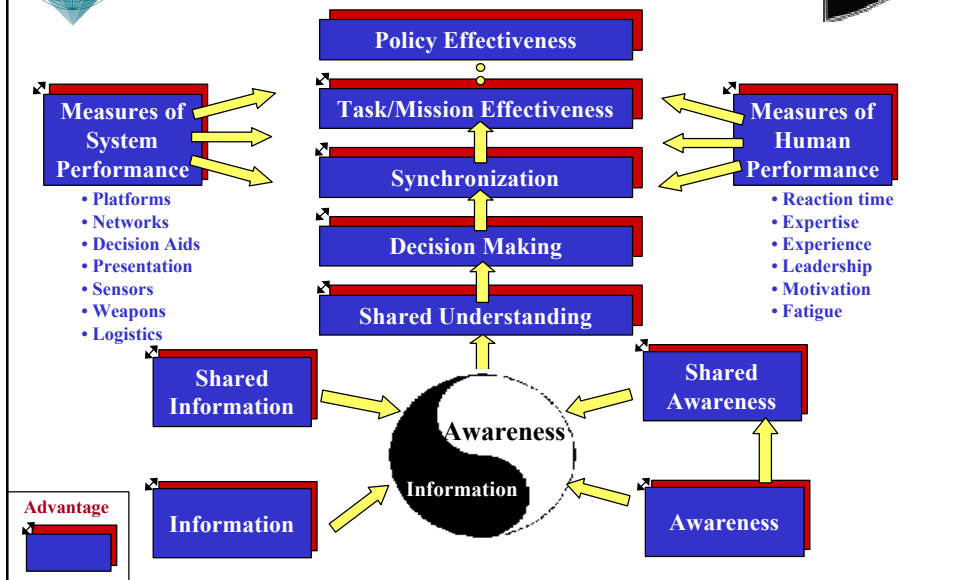 Policy Effectiveness
Task/Mission Effectiveness
Measures of
System
Performance
• Platforms
• Networks
• Decision Aids
• Presentation
• Sensors
• Weapons
• Logistics
Synchronization
Decision Making
Shared Understanding
Measures of
Human
Performance
• Reaction time
• Expertise
• Experience
• Leadership
• Motivation
• Fatigue
Shared
Information
Awareness
Information
Shared
Awareness
Information
Awareness
Advantage